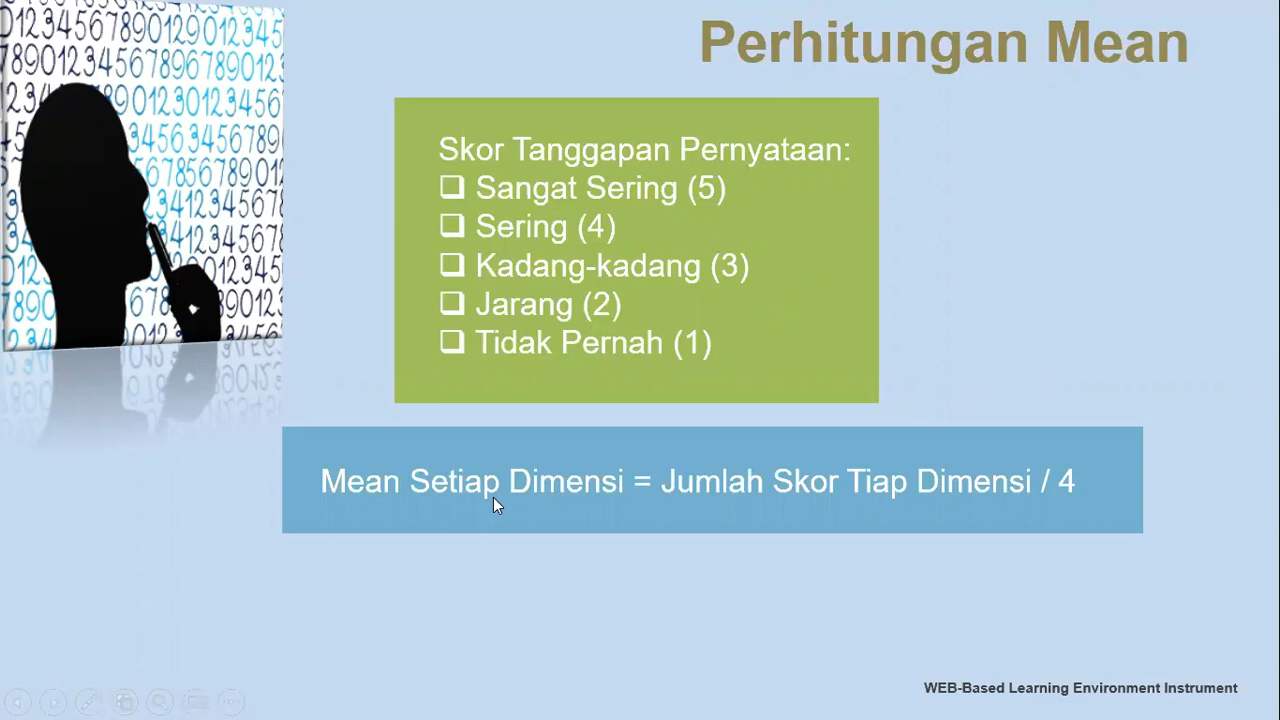 Perhitungan Mean
Skor Tanggapan Pernyataan:
❑ Sangat Sering (5)
❑ Sering (4)
❑ Kadang-kadang (3)
❑ Jarang (2)
❑ Tidak Pernah (1)
Mean Setiap Dimensi = Jumlah Skor Tiap Dimensi / 4
WEB-Based Learning Environment Instrument